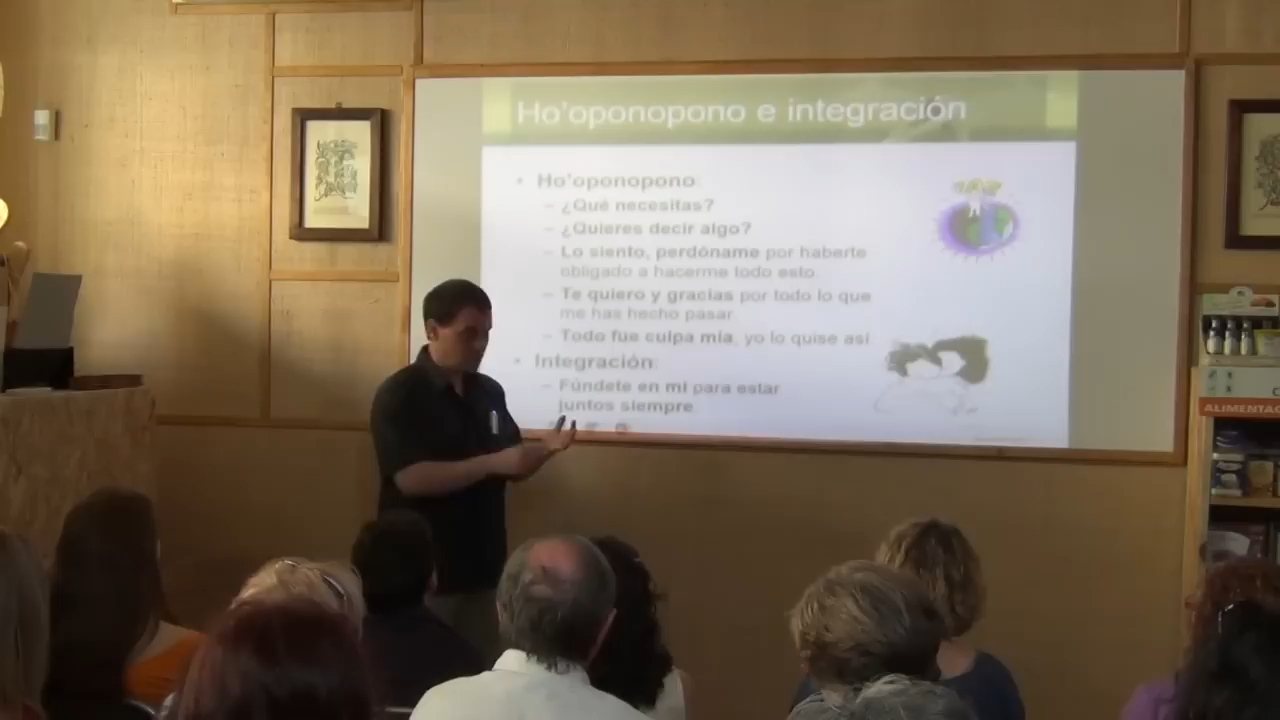 Ho'oponopono e integración
• Ho'oponopono:
– ¿Qué necesitas?
– ¿Quieres decir algo?
– Lo siento, perdóname por haberte
obligado a hacerme todo esto.
– Te quiero y gracias por todo lo que
me has hecho pasar.
– Todo fue culpa mía, yo lo quise así
• Integración:
– Fúndete en mí para estar
juntos siempre.
ALIMENTAC